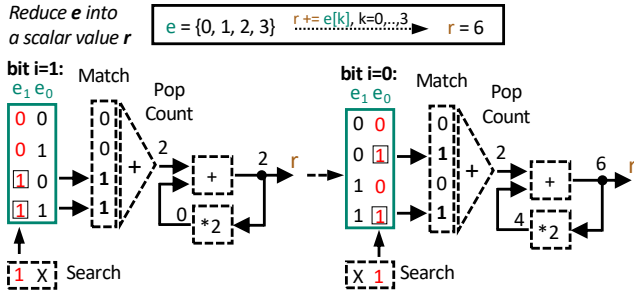 Reduce e into
a scalar value r
e = {0, 1, 2, 3} r += e[k], k=0,..,3 r = 6
bit i=1:
e1 e0
Match
Pop
Count
0 0
0 1
1 0
1 1
0
0
1
1
+
2
+
2
r
0
*2
1 X
Search
bit i=0:
e1 e0
Match
Pop
Count
0 0
0 1
1 0
1 1
0
1
0
1
+
2
+
6
r
4
*2
X 1
Search